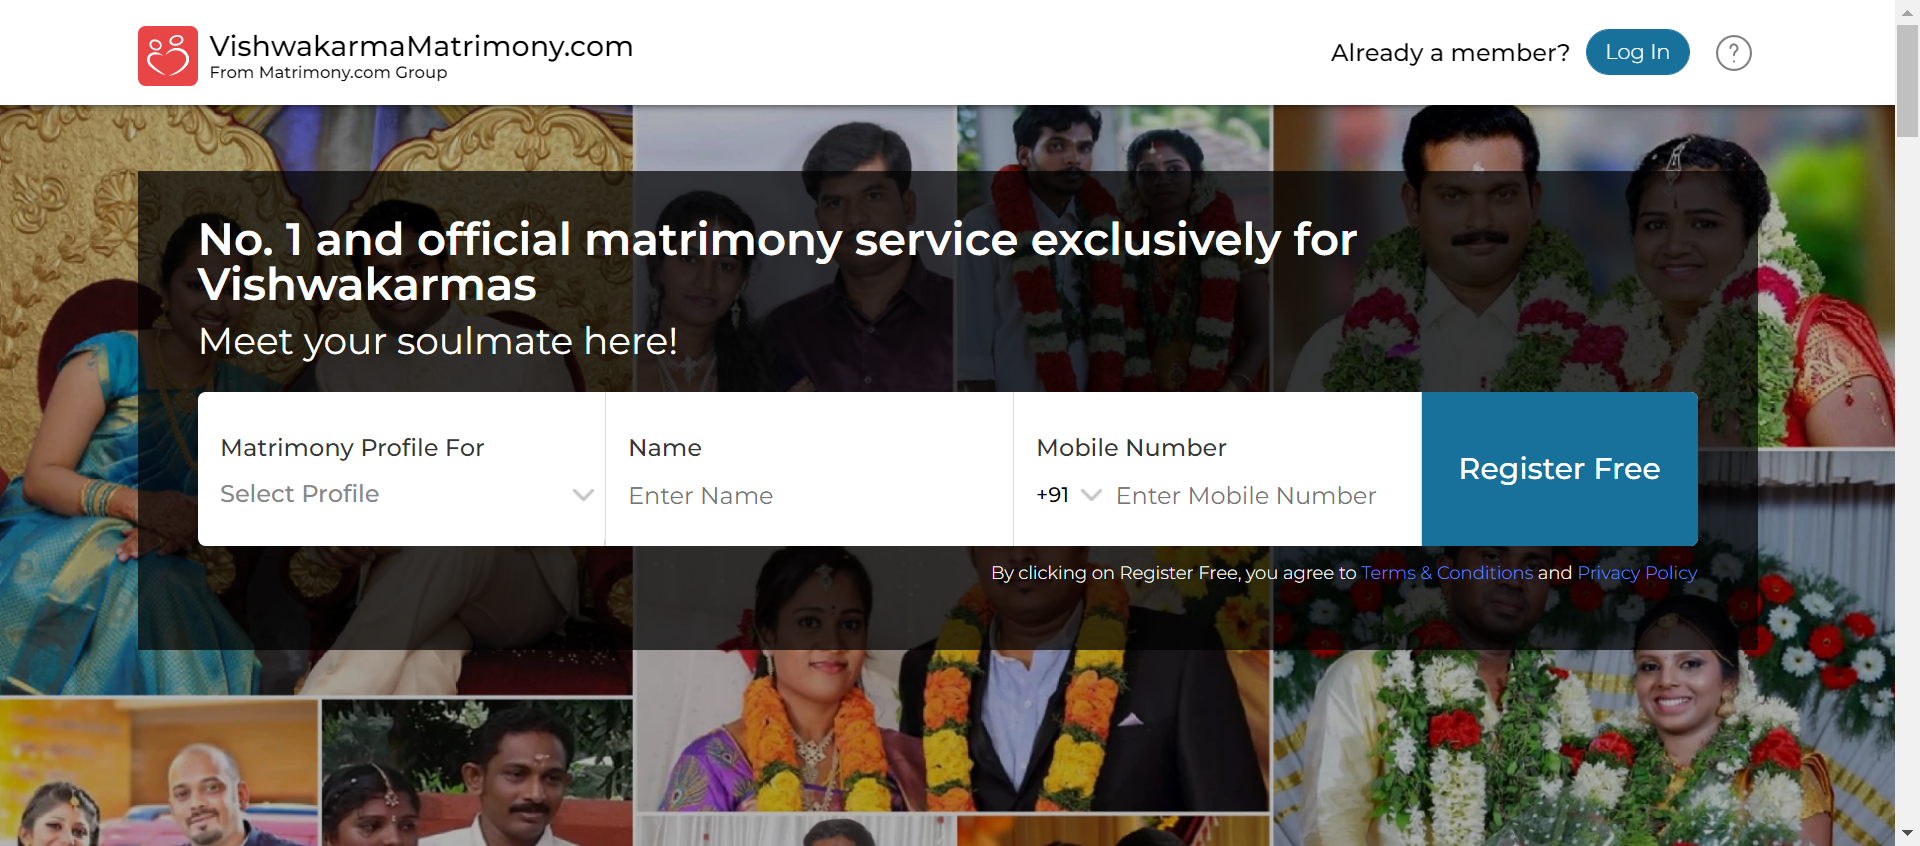 VishwakarmaMatrimony.com
From Matrimony.com Group
Already a member?
Log In
?
No. 1 and official matrimony service exclusively for
Vishwakarmas
Meet your soulmate here!
Matrimony Profile For
Select Profile
Name
Enter Name
Mobile Number
+91
Enter Mobile Number
Register Free
By clicking on Register Free, you agree to Terms & Conditions and Privacy Policy